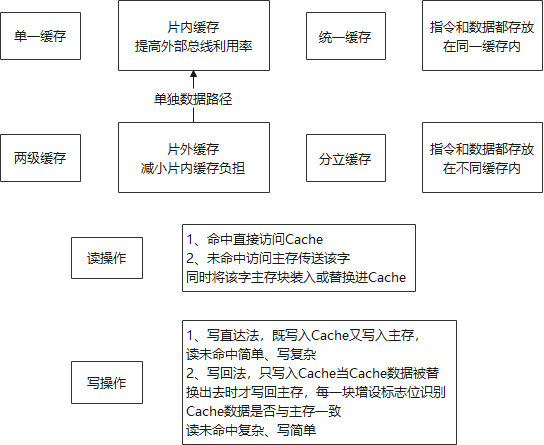 单一缓存
片内缓存
提高外部总线利用率
统一缓存
指令和数据都存放
在同一缓存内
单独数据路径
两级缓存
片外缓存
减小片内缓存负担
分立缓存
指令和数据都存放
在不同缓存内
读操作
1、命中直接访问Cache
2、未命中访问主存传送该字
同时将该字主存块装入或替换进Cache
写操作
1、写直达法，既写入Cache又写入主存，
读未命中简单、写复杂
2、写回法，只写入Cache当Cache数据被替
换出去时才写回主存，每一块增设标志位识别
Cache数据是否与主存一致
读未命中复杂、写简单